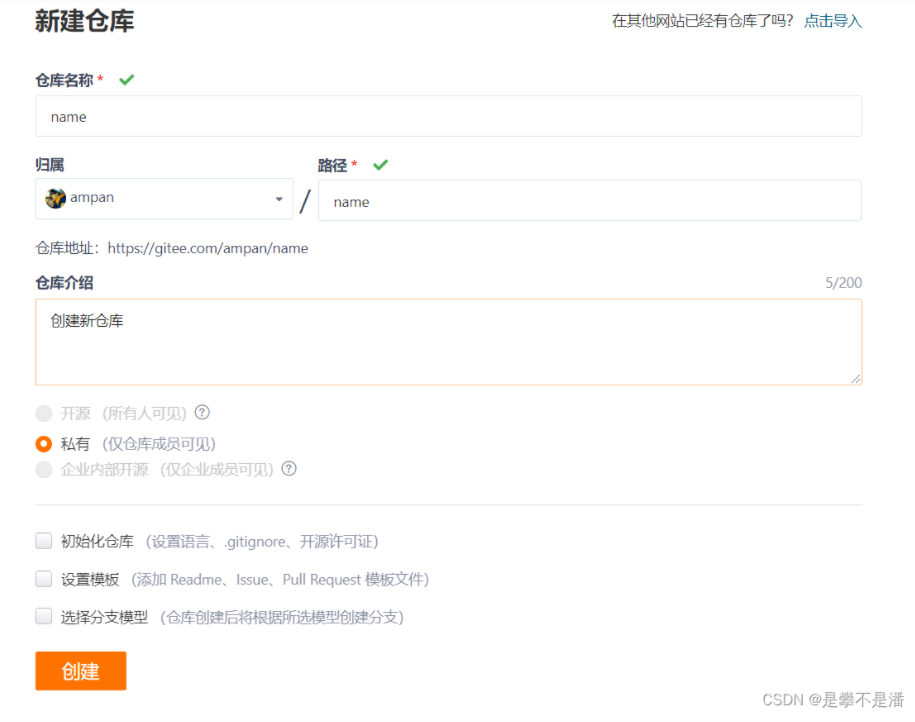 新建仓库
在其他网站已经有仓库了吗? 点击导入
仓库名称 *
name
归属 路径 *
ampan / name
仓库地址：https://gitee.com/ampan/name
仓库介绍 5/200
创建新仓库
开源 (所有人可见) ?
私有 (仅仓库成员可见)
企业内部开源 (仅企业成员可见) ?
初始化仓库 (设置语言、.gitignore、开源许可证)
设置模板 (添加 Readme、Issue、Pull Request 模板文件)
选择分支模型 (仓库创建后将根据所选模型创建分支)
创建
CSDN @是攀不是潘